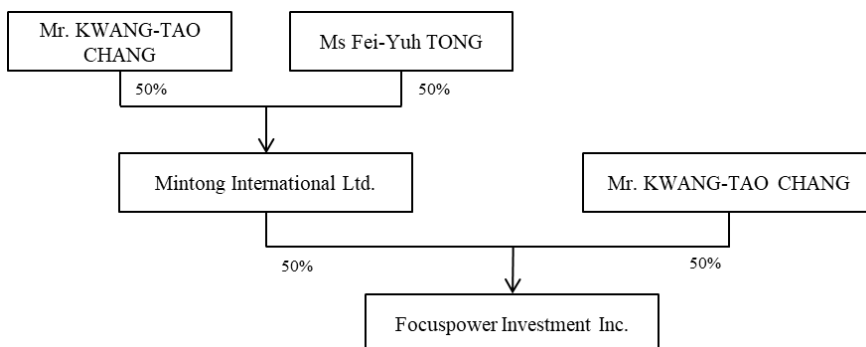 Mr. KWANG-TAO
CHANG
Ms Fei-Yuh TONG
50%
50%
Mintong International Ltd.
Mr. KWANG-TAO CHANG
50%
50%
Focuspower Investment Inc.